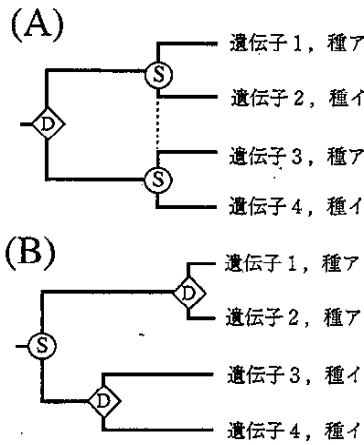 (A)
遺伝子1，種ア
S
遺伝子2，種イ
D
遺伝子3，種ア
S
遺伝子4，種イ
(B)
遺伝子1，種ア
D
遺伝子2，種ア
S
遺伝子3，種イ
D
遺伝子4，種イ